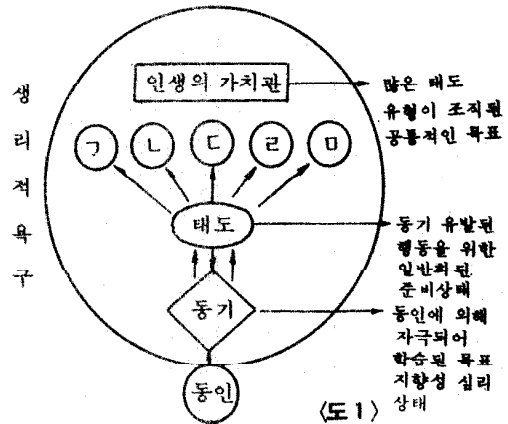 생
리
적
욕
구
인생의 가치관
ㄱ ㄴ ㄷ ㄹ ㅁ
태도
동기
동인
많은 태도
유형이 조직된
공통적인 목표
동기 유발된
행동을 위한
일반화된
준비상태
동인에 의해
자극되어
학습된 목표
지향성 심리
상태
〈도 1〉